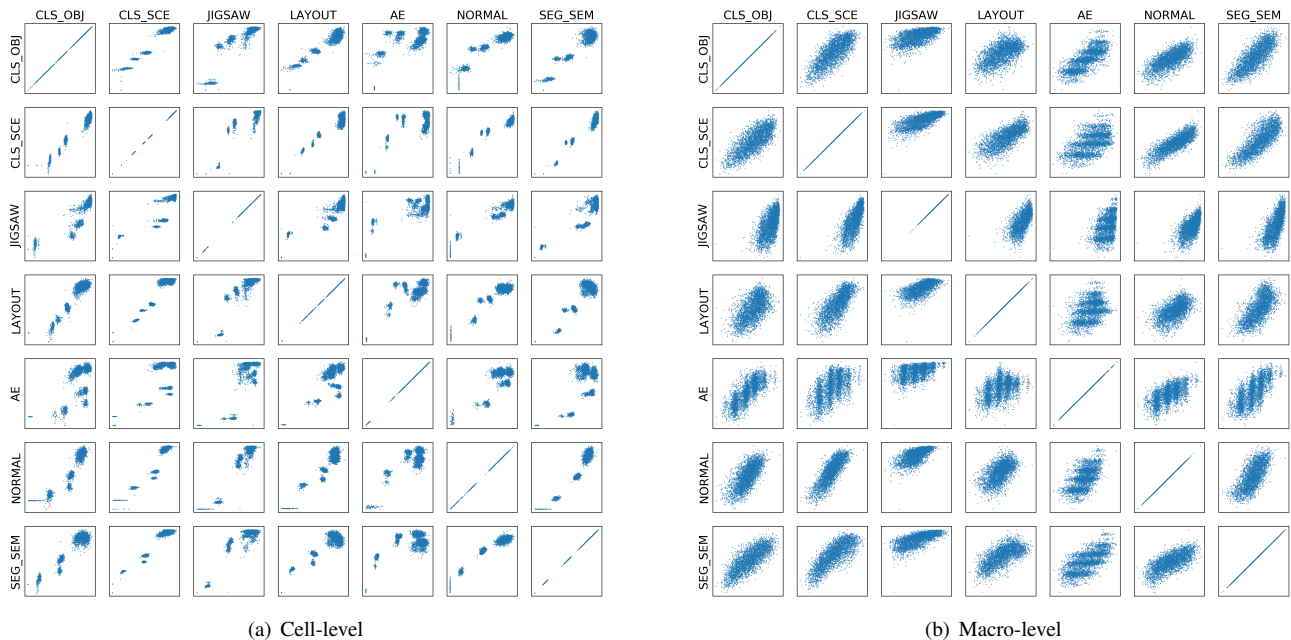 CLS_OBJ CLS_SCE JIGSAW LAYOUT AE NORMAL SEG_SEM
CLS_OBJ
CLS_SCE
JIGSAW
LAYOUT
AE
NORMAL
SEG_SEM
(a) Cell-level
CLS_OBJ CLS_SCE JIGSAW LAYOUT AE NORMAL SEG_SEM
CLS_OBJ
CLS_SCE
JIGSAW
LAYOUT
AE
NORMAL
SEG_SEM
(b) Macro-level